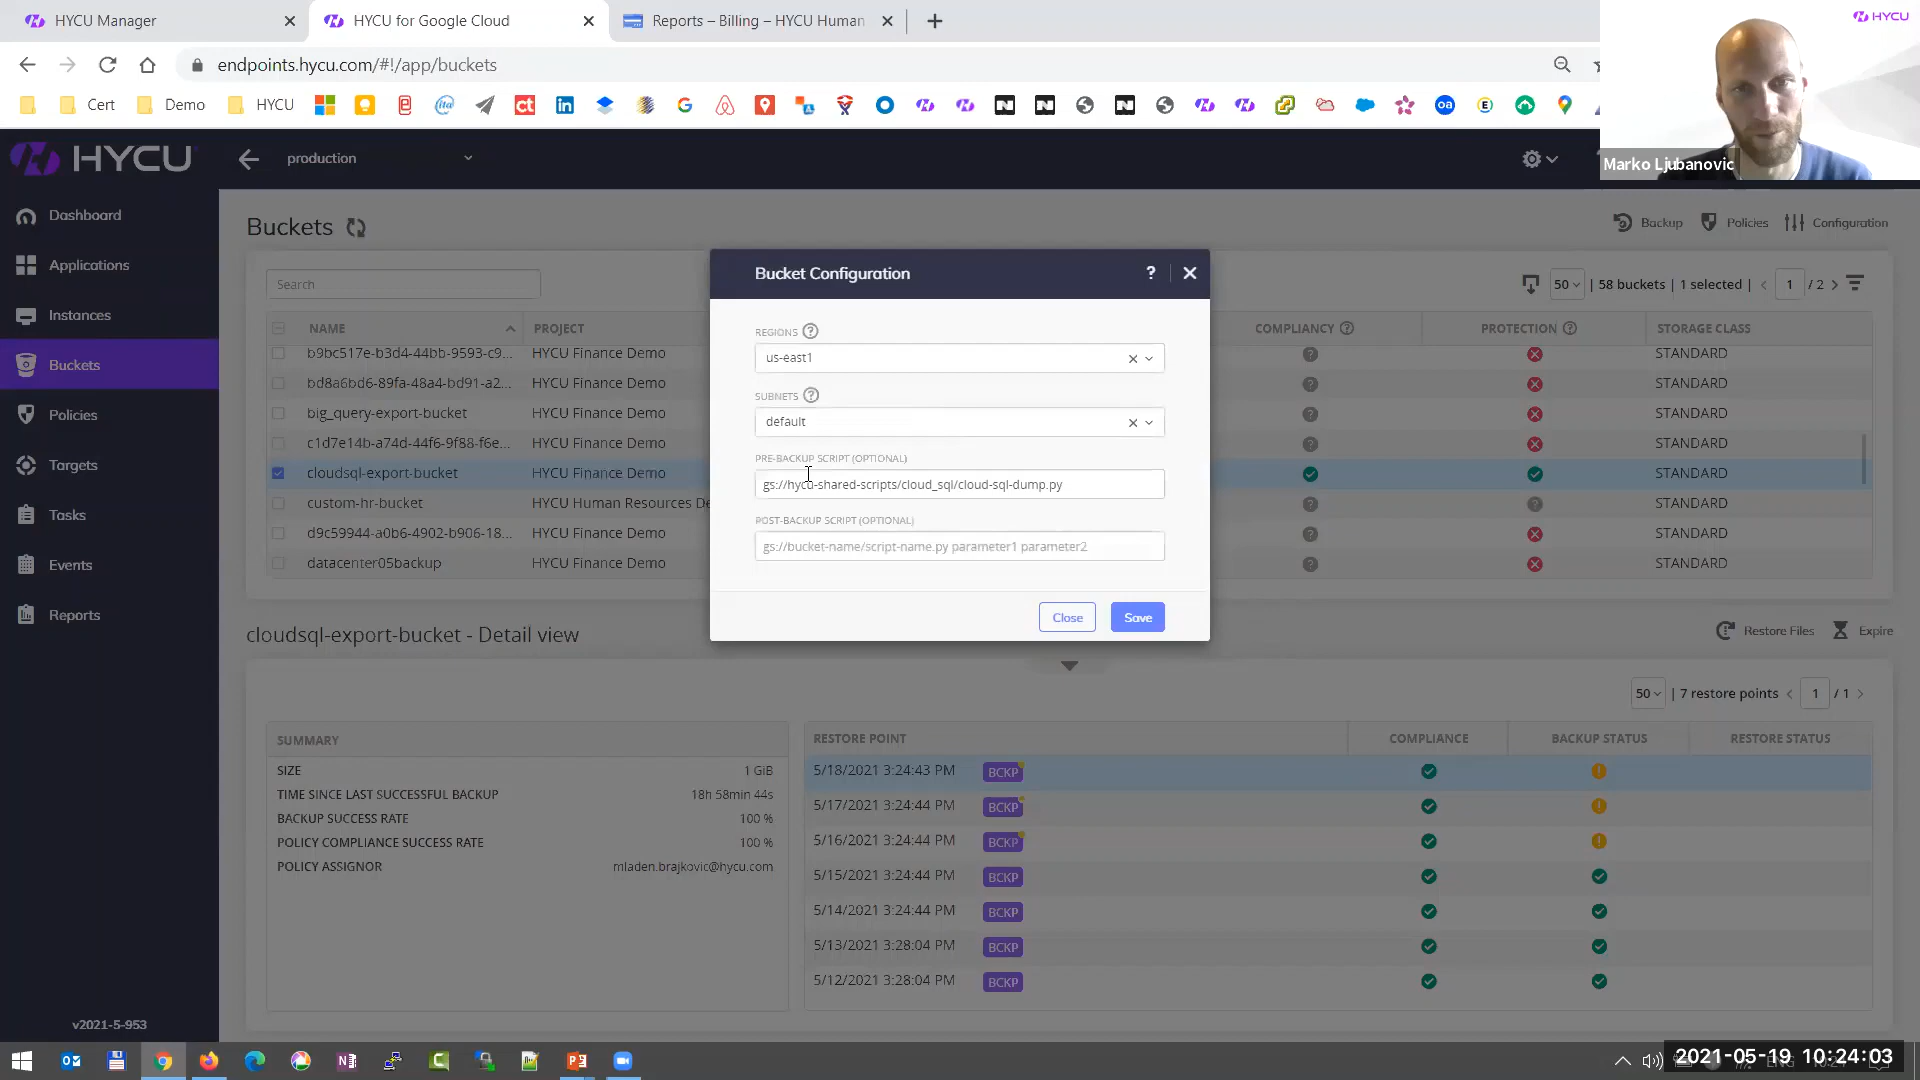 HYCU Manager
HYCU for Google Cloud
Reports – Billing – HYCU Human
HYCU
endpoints.hycu.com/#!/app/buckets
Cert
Demo
HYCU
Marko Ljubanovic
HYCU
production
Dashboard
Applications
Instances
Buckets
Policies
Targets
Tasks
Events
Reports
v2021-5-953
Buckets
Backup
Policies
Configuration
Search
50
| 58 buckets | 1 selected |
1
/ 2
NAME
PROJECT
COMPLIANCY
PROTECTION
STORAGE CLASS
b9bc517e-b3d4-44bb-9593-c9...
HYCU Finance Demo
STANDARD
bd8a6bd6-89fa-48a4-bd91-a2...
HYCU Finance Demo
STANDARD
big_query-export-bucket
HYCU Finance Demo
STANDARD
c1d7e14b-a74d-44f6-9f88-f6e...
HYCU Finance Demo
STANDARD
cloudsql-export-bucket
HYCU Finance Demo
STANDARD
custom-hr-bucket
HYCU Human Resources De
STANDARD
d9c59944-a0b6-4902-b906-18...
HYCU Finance Demo
STANDARD
datacenter05backup
HYCU Finance Demo
STANDARD
Bucket Configuration
REGIONS
us-east1
SUBNETS
default
PRE-BACKUP SCRIPT (OPTIONAL)
gs://hycu-shared-scripts/cloud_sql/cloud-sql-dump.py
POST-BACKUP SCRIPT (OPTIONAL)
gs://bucket-name/script-name.py parameter1 parameter2
Close
Save
cloudsql-export-bucket - Detail view
Restore Files
Expire
50
| 7 restore points
1
/ 1
SUMMARY
SIZE
1 GiB
TIME SINCE LAST SUCCESSFUL BACKUP
18h 58min 44s
BACKUP SUCCESS RATE
100 %
POLICY COMPLIANCE SUCCESS RATE
100 %
POLICY ASSIGNOR
mladen.brajkovic@hycu.com
RESTORE POINT
COMPLIANCE
BACKUP STATUS
RESTORE STATUS
5/18/2021 3:24:43 PM
BCKP
5/17/2021 3:24:44 PM
BCKP
5/16/2021 3:24:44 PM
BCKP
5/15/2021 3:24:44 PM
BCKP
5/14/2021 3:24:44 PM
BCKP
5/13/2021 3:28:04 PM
BCKP
5/12/2021 3:28:04 PM
BCKP
2021-05-19 10:24:03